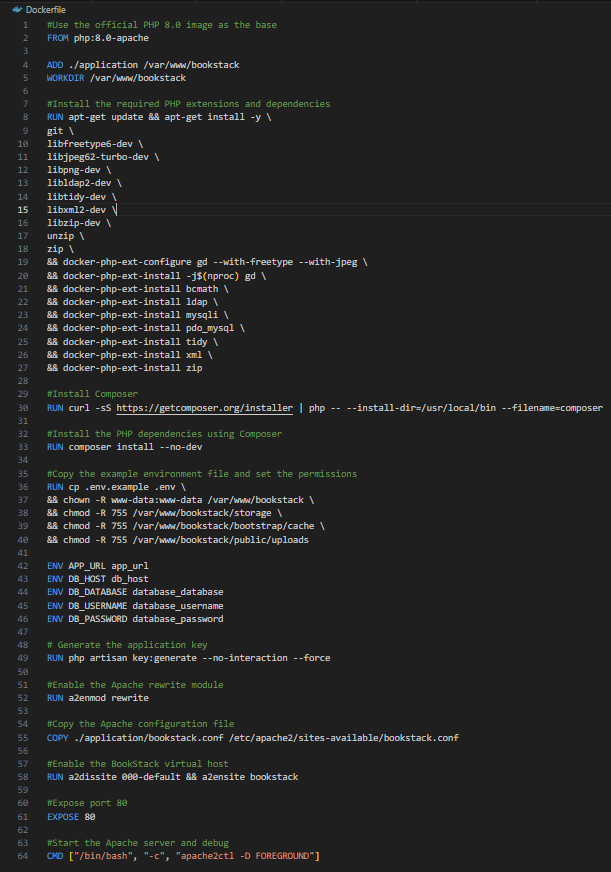 Dockerfile
1 #Use the official PHP 8.0 image as the base
2 FROM php:8.0-apache
3
4 ADD ./application /var/www/bookstack
5 WORKDIR /var/www/bookstack
6
7 #Install the required PHP extensions and dependencies
8 RUN apt-get update && apt-get install -y \
9 git \
10 libfreetype6-dev \
11 libjpeg62-turbo-dev \
12 libpng-dev \
13 libldap2-dev \
14 libtidy-dev \
15 libxml2-dev \
16 libzip-dev \
17 unzip \
18 zip \
19 && docker-php-ext-configure gd --with-freetype --with-jpeg \
20 && docker-php-ext-install -j$(nproc) gd \
21 && docker-php-ext-install bcmath \
22 && docker-php-ext-install ldap \
23 && docker-php-ext-install mysqli \
24 && docker-php-ext-install pdo_mysql \
25 && docker-php-ext-install tidy \
26 && docker-php-ext-install xml \
27 && docker-php-ext-install zip
28
29 #Install Composer
30 RUN curl -sS https://getcomposer.org/installer | php -- --install-dir=/usr/local/bin --filename=composer
31
32 #Install the PHP dependencies using Composer
33 RUN composer install --no-dev
34
35 #Copy the example environment file and set the permissions
36 RUN cp .env.example .env \
37 && chown -R www-data:www-data /var/www/bookstack \
38 && chmod -R 755 /var/www/bookstack/storage \
39 && chmod -R 755 /var/www/bookstack/bootstrap/cache \
40 && chmod -R 755 /var/www/bookstack/public/uploads
41
42 ENV APP_URL app_url
43 ENV DB_HOST db_host
44 ENV DB_DATABASE database_database
45 ENV DB_USERNAME database_username
46 ENV DB_PASSWORD database_password
47
48 # Generate the application key
49 RUN php artisan key:generate --no-interaction --force
50
51 #Enable the Apache rewrite module
52 RUN a2enmod rewrite
53
54 #Copy the Apache configuration file
55 COPY ./application/bookstack.conf /etc/apache2/sites-available/bookstack.conf
56
57 #Enable the BookStack virtual host
58 RUN a2dissite 000-default && a2ensite bookstack
59
60 #Expose port 80
61 EXPOSE 80
62
63 #Start the Apache server and debug
64 CMD ["/bin/bash", "-c", "apache2ctl -D FOREGROUND"]